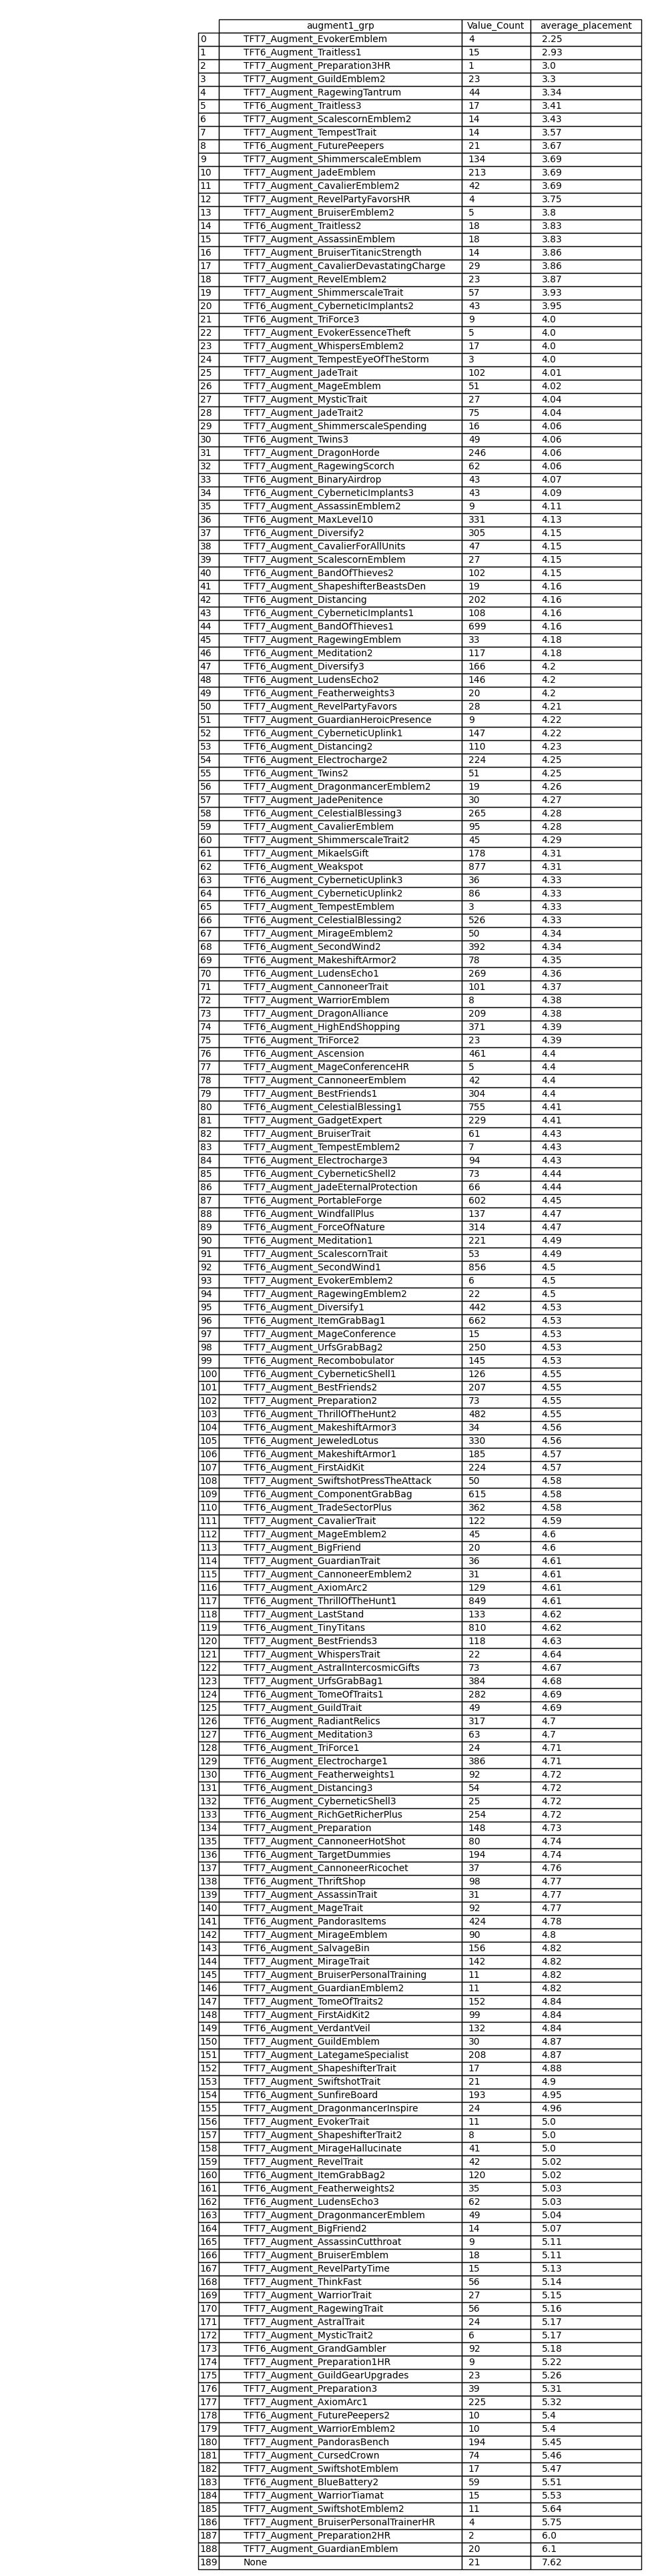 augment1_grp Value_Count average_placement
0 TFT7_Augment_EvokerEmblem 4 2.25
1 TFT6_Augment_Traitless1 15 2.93
2 TFT7_Augment_Preparation3HR 1 3.0
3 TFT7_Augment_GuildEmblem2 23 3.3
4 TFT7_Augment_RagewingTantrum 44 3.34
5 TFT6_Augment_Traitless3 17 3.41
6 TFT7_Augment_ScalescornEmblem2 14 3.43
7 TFT7_Augment_TempestTrait 14 3.57
8 TFT6_Augment_FuturePeepers 21 3.67
9 TFT7_Augment_ShimmerscaleEmblem 134 3.69
10 TFT7_Augment_JadeEmblem 213 3.69
11 TFT7_Augment_CavalierEmblem2 42 3.69
12 TFT7_Augment_RevelPartyFavorsHR 4 3.75
13 TFT7_Augment_BruiserEmblem2 5 3.8
14 TFT6_Augment_Traitless2 18 3.83
15 TFT7_Augment_AssassinEmblem 18 3.83
16 TFT7_Augment_BruiserTitanicStrength 14 3.86
17 TFT7_Augment_CavalierDevastatingCharge 29 3.86
18 TFT7_Augment_RevelEmblem2 23 3.87
19 TFT7_Augment_ShimmerscaleTrait 57 3.93
20 TFT6_Augment_CyberneticImplants2 43 3.95
21 TFT6_Augment_TriForce3 9 4.0
22 TFT7_Augment_EvokerEssenceTheft 5 4.0
23 TFT7_Augment_WhispersEmblem2 17 4.0
24 TFT7_Augment_TempestEyeOfTheStorm 3 4.0
25 TFT7_Augment_JadeTrait 102 4.01
26 TFT7_Augment_MageEmblem 51 4.02
27 TFT7_Augment_MysticTrait 27 4.04
28 TFT7_Augment_JadeTrait2 75 4.04
29 TFT7_Augment_ShimmerscaleSpending 16 4.06
30 TFT6_Augment_Twins3 49 4.06
31 TFT7_Augment_DragonHorde 246 4.06
32 TFT7_Augment_RagewingScorch 62 4.06
33 TFT6_Augment_BinaryAirdrop 43 4.07
34 TFT6_Augment_CyberneticImplants3 43 4.09
35 TFT7_Augment_AssassinEmblem2 9 4.11
36 TFT6_Augment_MaxLevel10 331 4.13
37 TFT6_Augment_Diversify2 305 4.15
38 TFT7_Augment_CavalierForAllUnits 47 4.15
39 TFT7_Augment_ScalescornEmblem 27 4.15
40 TFT6_Augment_BandOfThieves2 102 4.15
41 TFT7_Augment_ShapeshifterBeastsDen 19 4.16
42 TFT6_Augment_Distancing 202 4.16
43 TFT6_Augment_CyberneticImplants1 108 4.16
44 TFT7_Augment_BandOfThieves1 699 4.16
45 TFT7_Augment_RagewingEmblem 33 4.18
46 TFT6_Augment_Meditation2 117 4.18
47 TFT6_Augment_Diversify3 166 4.2
48 TFT6_Augment_LudensEcho2 146 4.2
49 TFT6_Augment_Featherweights3 20 4.2
50 TFT7_Augment_RevelPartyFavors 28 4.21
51 TFT7_Augment_GuardianHeroicPresence 9 4.22
52 TFT6_Augment_CyberneticUplink1 147 4.22
53 TFT6_Augment_Distancing2 110 4.23
54 TFT6_Augment_Electrocharge2 224 4.25
55 TFT6_Augment_Twins2 51 4.25
56 TFT7_Augment_DragonmancerEmblem2 19 4.26
57 TFT7_Augment_JadePenitence 30 4.27
58 TFT6_Augment_CelestialBlessing3 265 4.28
59 TFT7_Augment_CavalierEmblem 95 4.28
60 TFT7_Augment_ShimmerscaleTrait2 45 4.29
61 TFT7_Augment_MikaelsGift 178 4.31
62 TFT6_Augment_Weakspot 877 4.31
63 TFT6_Augment_CyberneticUplink3 36 4.33
64 TFT6_Augment_CyberneticUplink2 86 4.33
65 TFT7_Augment_TempestEmblem 3 4.33
66 TFT6_Augment_CelestialBlessing2 526 4.33
67 TFT7_Augment_MirageEmblem2 50 4.34
68 TFT6_Augment_SecondWind2 392 4.34
69 TFT6_Augment_MakeshiftArmor2 78 4.35
70 TFT6_Augment_LudensEcho1 269 4.36
71 TFT7_Augment_CannoneerTrait 101 4.37
72 TFT7_Augment_WarriorEmblem 8 4.38
73 TFT7_Augment_DragonAlliance 209 4.38
74 TFT6_Augment_HighEndShopping 371 4.39
75 TFT6_Augment_TriForce2 23 4.39
76 TFT6_Augment_Ascension 461 4.4
77 TFT7_Augment_MageConferenceHR 5 4.4
78 TFT7_Augment_CannoneerEmblem 42 4.4
79 TFT7_Augment_BestFriends1 304 4.4
80 TFT6_Augment_CelestialBlessing1 755 4.41
81 TFT7_Augment_GadgetExpert 229 4.41
82 TFT7_Augment_BruiserTrait 61 4.43
83 TFT7_Augment_TempestEmblem2 7 4.43
84 TFT6_Augment_Electrocharge3 94 4.43
85 TFT6_Augment_CyberneticShell2 73 4.44
86 TFT7_Augment_JadeEternalProtection 66 4.44
87 TFT6_Augment_PortableForge 602 4.45
88 TFT6_Augment_WindfallPlus 137 4.47
89 TFT6_Augment_ForceOfNature 314 4.47
90 TFT6_Augment_Meditation1 221 4.49
91 TFT7_Augment_ScalescornTrait 53 4.49
92 TFT6_Augment_SecondWind1 856 4.5
93 TFT7_Augment_EvokerEmblem2 6 4.5
94 TFT7_Augment_RagewingEmblem2 22 4.5
95 TFT6_Augment_Diversify1 442 4.53
96 TFT6_Augment_ItemGrabBag1 662 4.53
97 TFT7_Augment_MageConference 15 4.53
98 TFT7_Augment_UrfsGrabBag2 250 4.53
99 TFT6_Augment_Recombobulator 145 4.53
100 TFT6_Augment_CyberneticShell1 126 4.55
101 TFT7_Augment_BestFriends2 207 4.55
102 TFT7_Augment_Preparation2 73 4.55
103 TFT6_Augment_ThrillOfTheHunt2 482 4.55
104 TFT6_Augment_MakeshiftArmor3 34 4.56
105 TFT6_Augment_JeweledLotus 330 4.56
106 TFT6_Augment_MakeshiftArmor1 185 4.57
107 TFT6_Augment_FirstAidKit 224 4.57
108 TFT7_Augment_SwiftshotPressTheAttack 50 4.58
109 TFT6_Augment_ComponentGrabBag 615 4.58
110 TFT6_Augment_TradeSectorPlus 362 4.58
111 TFT7_Augment_CavalierTrait 122 4.59
112 TFT7_Augment_MageEmblem2 45 4.6
113 TFT7_Augment_BigFriend 20 4.6
114 TFT7_Augment_GuardianTrait 36 4.61
115 TFT7_Augment_CannoneerEmblem2 31 4.61
116 TFT7_Augment_AxiomArc2 129 4.61
117 TFT6_Augment_ThrillOfTheHunt1 849 4.61
118 TFT7_Augment_LastStand 133 4.62
119 TFT6_Augment_TinyTitans 810 4.62
120 TFT7_Augment_BestFriends3 118 4.63
121 TFT7_Augment_WhispersTrait 22 4.64
122 TFT7_Augment_AstralIntercosmicGifts 73 4.67
123 TFT7_Augment_UrfsGrabBag1 384 4.68
124 TFT6_Augment_TomeOfTraits1 282 4.69
125 TFT7_Augment_GuildTrait 49 4.69
126 TFT6_Augment_RadiantRelics 317 4.7
127 TFT6_Augment_Meditation3 63 4.7
128 TFT6_Augment_TriForce1 24 4.71
129 TFT6_Augment_Electrocharge1 386 4.71
130 TFT6_Augment_Featherweights1 92 4.72
131 TFT6_Augment_Distancing3 54 4.72
132 TFT6_Augment_CyberneticShell3 25 4.72
133 TFT6_Augment_RichGetRicherPlus 254 4.72
134 TFT7_Augment_Preparation 148 4.73
135 TFT7_Augment_CannoneerHotShot 80 4.74
136 TFT6_Augment_TargetDummies 194 4.74
137 TFT7_Augment_CannoneerRicochet 37 4.76
138 TFT6_Augment_ThriftShop 98 4.77
139 TFT7_Augment_AssassinTrait 31 4.77
140 TFT7_Augment_MageTrait 92 4.77
141 TFT6_Augment_PandorasItems 424 4.78
142 TFT7_Augment_MirageEmblem 90 4.8
143 TFT6_Augment_SalvageBin 156 4.82
144 TFT7_Augment_MirageTrait 142 4.82
145 TFT7_Augment_BruiserPersonalTraining 11 4.82
146 TFT7_Augment_GuardianEmblem2 11 4.82
147 TFT7_Augment_TomeOfTraits2 152 4.84
148 TFT7_Augment_FirstAidKit2 99 4.84
149 TFT6_Augment_VerdantVeil 132 4.84
150 TFT7_Augment_GuildEmblem 30 4.87
151 TFT7_Augment_LategameSpecialist 208 4.87
152 TFT7_Augment_ShapeshifterTrait 17 4.88
153 TFT7_Augment_SwiftshotTrait 21 4.9
154 TFT6_Augment_SunfireBoard 193 4.95
155 TFT7_Augment_DragonmancerInspire 24 4.96
156 TFT7_Augment_EvokerTrait 11 5.0
157 TFT7_Augment_ShapeshifterTrait2 8 5.0
158 TFT7_Augment_MirageHallucinate 41 5.0
159 TFT7_Augment_RevelTrait 42 5.02
160 TFT6_Augment_ItemGrabBag2 120 5.02
161 TFT6_Augment_Featherweights2 35 5.03
162 TFT6_Augment_LudensEcho3 62 5.03
163 TFT7_Augment_DragonmancerEmblem 49 5.04
164 TFT7_Augment_BigFriend2 14 5.07
165 TFT7_Augment_AssassinCutthroat 9 5.11
166 TFT7_Augment_BruiserEmblem 18 5.11
167 TFT7_Augment_RevelPartyTime 15 5.13
168 TFT7_Augment_ThinkFast 56 5.14
169 TFT7_Augment_WarriorTrait 27 5.15
170 TFT7_Augment_RagewingTrait 56 5.16
171 TFT7_Augment_AstralTrait 24 5.17
172 TFT7_Augment_MysticTrait2 6 5.17
173 TFT6_Augment_GrandGambler 92 5.18
174 TFT7_Augment_Preparation1HR 9 5.22
175 TFT7_Augment_GuildGearUpgrades 23 5.26
176 TFT7_Augment_Preparation3 39 5.31
177 TFT7_Augment_AxiomArc1 225 5.32
178 TFT6_Augment_FuturePeepers2 10 5.4
179 TFT7_Augment_WarriorEmblem2 10 5.4
180 TFT7_Augment_PandorasBench 194 5.45
181 TFT7_Augment_CursedCrown 74 5.46
182 TFT7_Augment_SwiftshotEmblem 17 5.47
183 TFT6_Augment_BlueBattery2 59 5.51
184 TFT7_Augment_WarriorTiamat 15 5.53
185 TFT7_Augment_SwiftshotEmblem2 11 5.64
186 TFT7_Augment_BruiserPersonalTrainerHR 4 5.75
187 TFT7_Augment_Preparation2HR 2 6.0
188 TFT7_Augment_GuardianEmblem 20 6.1
189 None 21 7.62